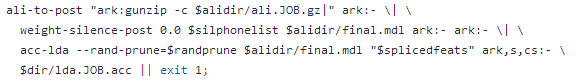 ali-to-post "ark:gunzip -c $alidir/ali.JOB.gz|" ark:- \| \
weight-silence-post 0.0 $silphonelist $alidir/final.mdl ark:- ark:- \| \
acc-lda --rand-prune=$randprune $alidir/final.mdl "$splicedfeats" ark,s,cs:- \
$dir/lda.JOB.acc || exit 1;